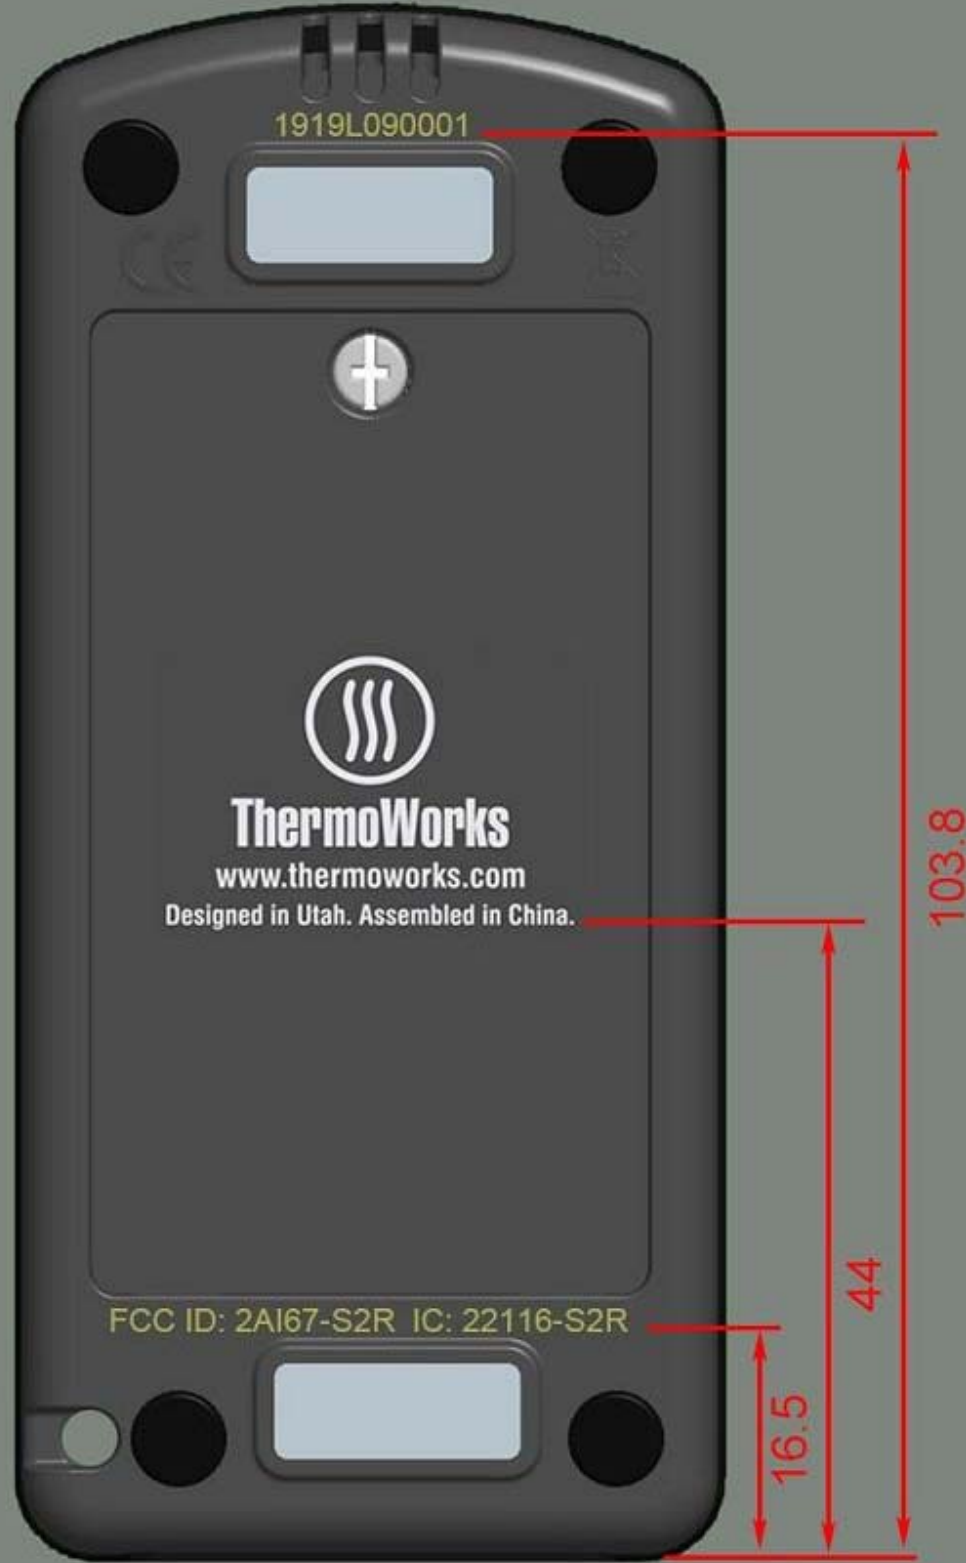 1919L090001
CE
ThermoWorks
www.thermoworks.com
Designed in Utah. Assembled in China.
FCC ID: 2AI67-S2R IC: 22116-S2R
103.8
44
16.5